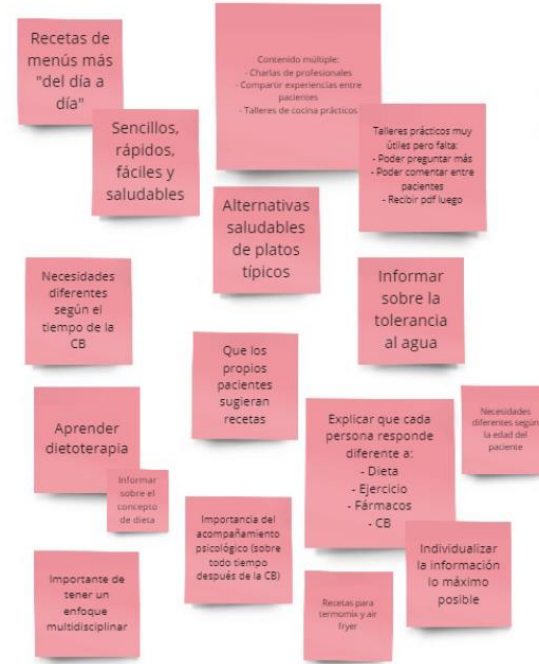 Recetas de
menús más
"del día a
día"
Contenido múltiple:
- Charlas de profesionales
- Compartir experiencias entre
pacientes
- Talleres de cocina prácticos
Sencillos,
rápidos,
fáciles y
saludables
Talleres prácticos muy
útiles pero falta:
- Poder preguntar más
- Poder comentar entre
pacientes
- Recibir pdf luego
Alternativas
saludables
de platos
típicos
Necesidades
diferentes
según el
tiempo de la
CB
Informar
sobre la
tolerancia
al agua
Que los
propios
pacientes
sugieran
recetas
Aprender
dietoterapia
Informar
sobre el
concepto
de dieta
Explicar que cada
persona responde
diferente a:
- Dieta
- Ejercicio
- Fármacos
- CB
Necesidades
diferentes según
la edad del
paciente
Importancia del
acompañamiento
psicológico (sobre
todo tiempo
después de la CB)
Individualizar
la información
lo máximo
posible
Importante de
tener un
enfoque
multidisciplinar
Recetas para
termomix y air
fryer